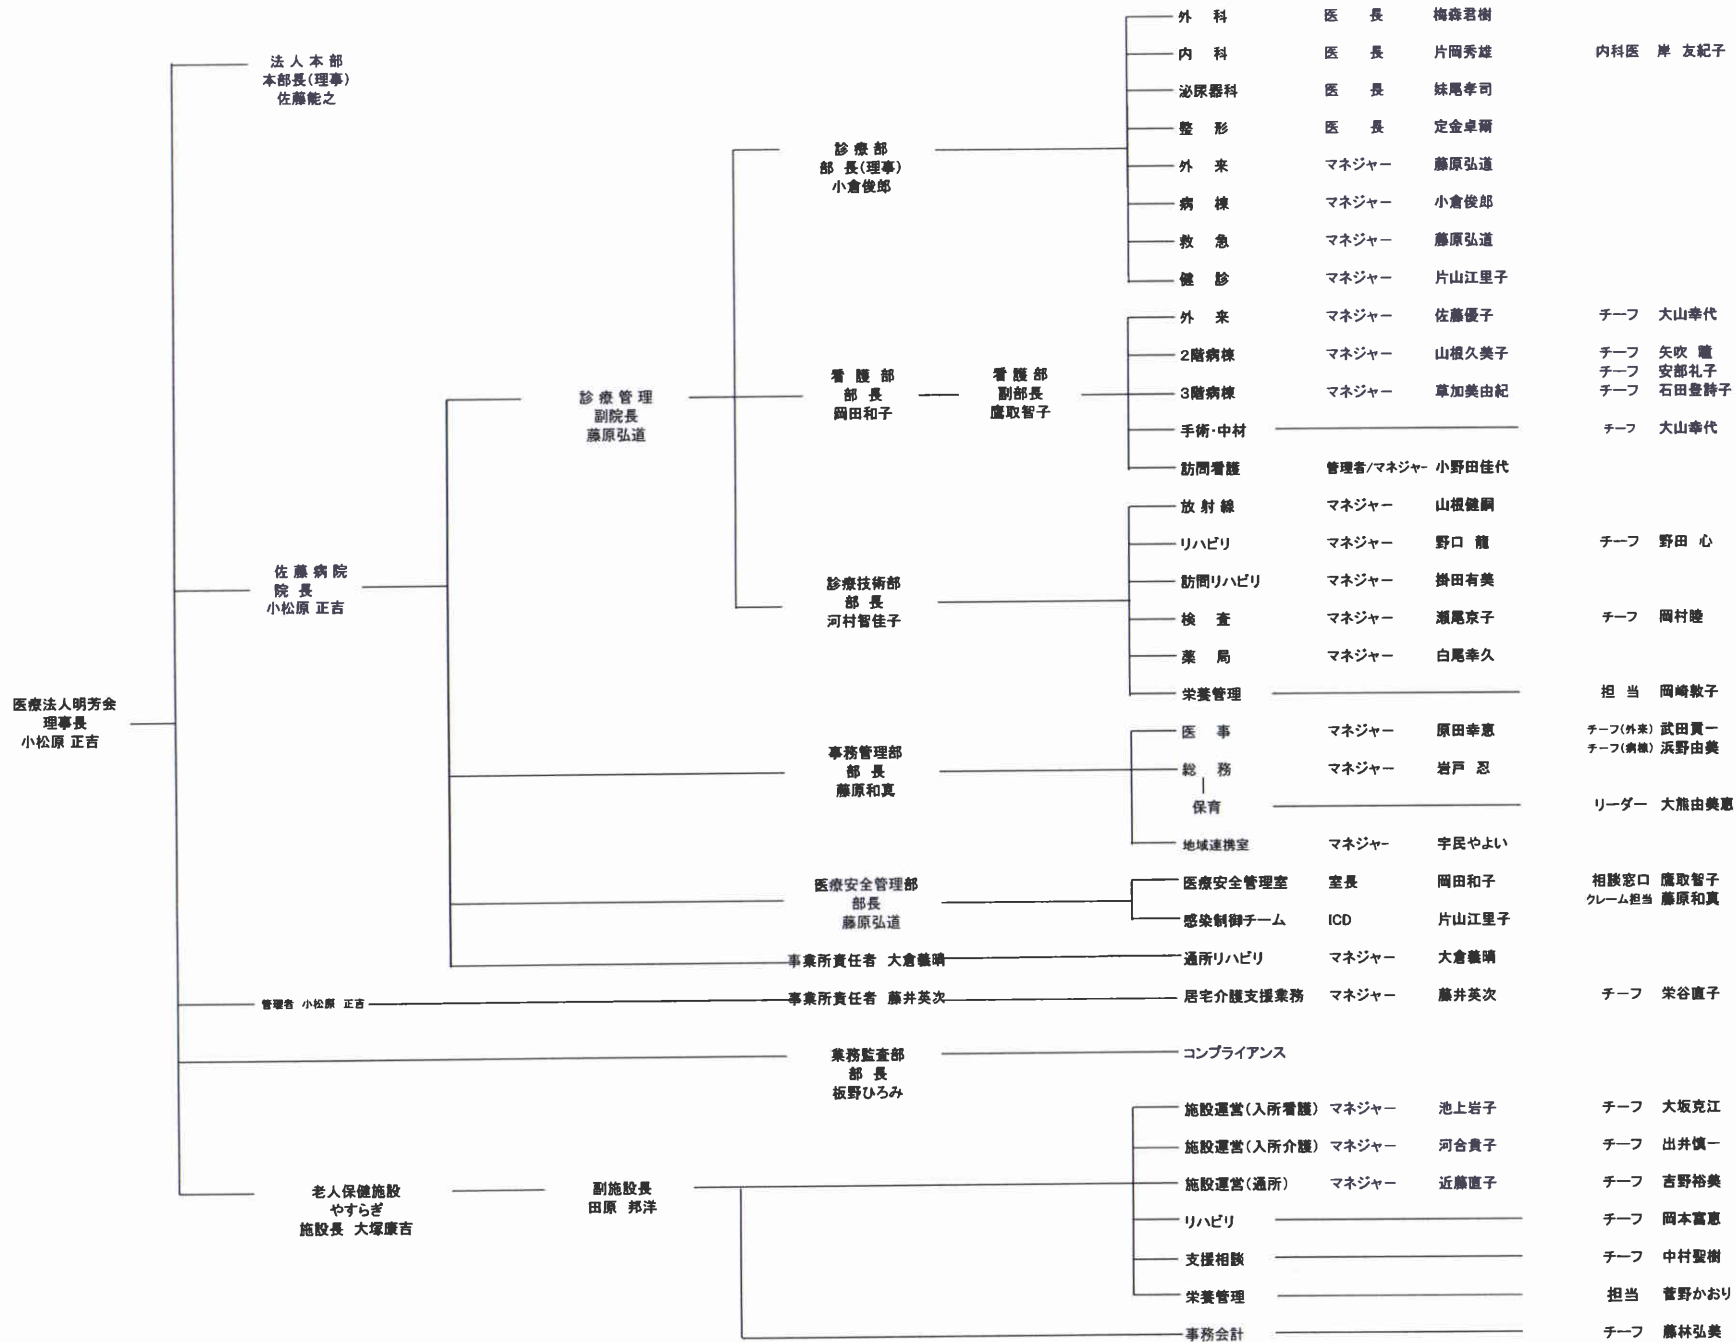 医療法人明芳会
理事長
小松原 正吉
法人本部
本部長(理事)
佐藤能之
佐藤病院
院 長
小松原 正吉
診療管理
副院長
藤原弘道
診療部
部 長(理事)
小倉俊郎
外 科 医 長 梅森君樹
内 科 医 長 片岡秀雄 内科医 岸 友紀子
泌尿器科 医 長 妹尾孝司
整 形 医 長 定金卓爾
外 来 マネジャー 藤原弘道
病 棟 マネジャー 小倉俊郎
救 急 マネジャー 藤原弘道
健 診 マネジャー 片山江里子
看護部
部 長
岡田和子
看護部
副部長
鷹取智子
外 来 マネジャー 佐藤優子 チーフ 大山幸代
2階病棟 マネジャー 山根久美子 チーフ 矢吹 瞳
チーフ 安部礼子
3階病棟 マネジャー 草加美由紀 チーフ 石田登詩子
手術・中材 チーフ 大山幸代
訪問看護 管理者/マネジャー 小野田佳代
診療技術部
部 長
河村智佳子
放射線 マネジャー 山根健嗣
リハビリ マネジャー 野口 龍 チーフ 野田 心
訪問リハビリ マネジャー 掛田有美
検 査 マネジャー 瀬尾京子 チーフ 岡村睦
薬 局 マネジャー 白尾幸久
栄養管理 担 当 岡崎敦子
事務管理部
部 長
藤原和真
医 事 マネジャー 原田幸恵 チーフ(外来) 武田貢一
チーフ(病棟) 浜野由美
総 務 マネジャー 岩戸 忍
保育 リーダー 大熊由美恵
地域連携室 マネジャー 宇民やよい
医療安全管理部
部長
藤原弘道
医療安全管理室 室長 岡田和子 相談窓口 鷹取智子
クレーム担当 藤原和真
感染制御チーム ICD 片山江里子
事業所責任者 大倉義晴 通所リハビリ マネジャー 大倉義晴
管理者 小松原 正吉 事業所責任者 藤井英次 居宅介護支援業務 マネジャー 藤井英次 チーフ 栄谷直子
業務監査部
部 長
板野ひろみ
コンプライアンス
老人保健施設
やすらぎ
施設長 大塚康吉
副施設長
田原 邦洋
施設運営(入所看護) マネジャー 池上岩子 チーフ 大坂克江
施設運営(入所介護) マネジャー 河合貴子 チーフ 出井慎一
施設運営(通所) マネジャー 近藤直子 チーフ 吉野裕美
リハビリ チーフ 岡本富恵
支援相談 チーフ 中村聖樹
栄養管理 担当 菅野かおり
事務会計 チーフ 藤林弘美